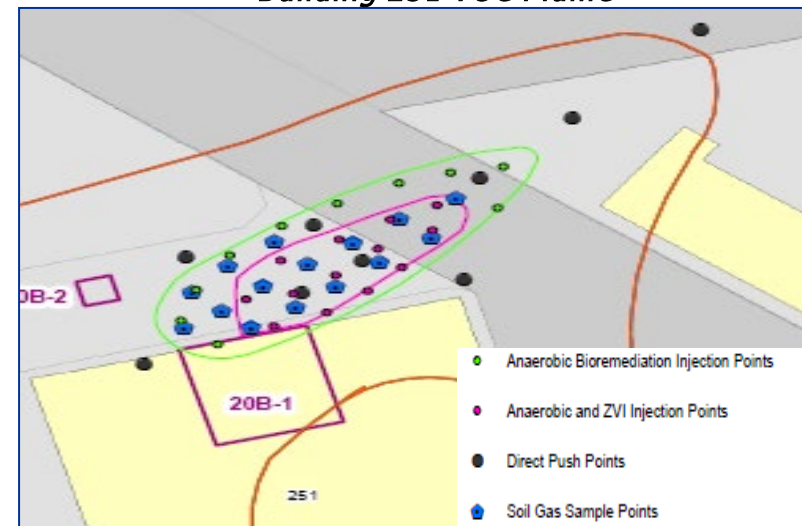 0B-2
20B-1
251
Anaerobic Bioremediation Injection Points
Anaerobic and ZVI Injection Points
Direct Push Points
Soil Gas Sample Points